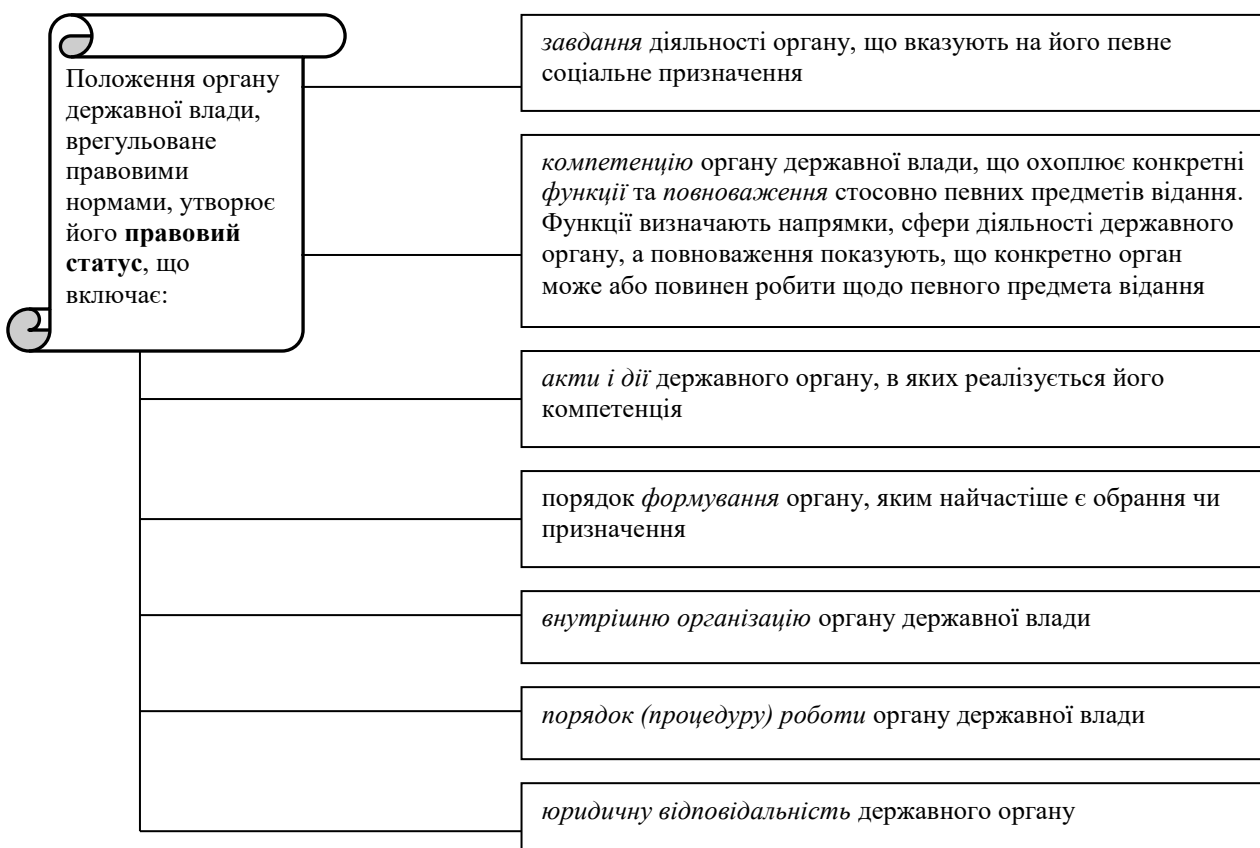 Положення органу
державної влади,
врегульоване
правовими
нормами, утворює
його правовий
статус, що
включає:
завдання діяльності органу, що вказують на його певне
соціальне призначення
компетенцію органу державної влади, що охоплює конкретні
функції та повноваження стосовно певних предметів відання.
Функції визначають напрямки, сфери діяльності державного
органу, а повноваження показують, що конкретно орган
може або повинен робити щодо певного предмета відання
акти і дії державного органу, в яких реалізується його
компетенція
порядок формування органу, яким найчастіше є обрання чи
призначення
внутрішню організацію органу державної влади
порядок (процедуру) роботи органу державної влади
юридичну відповідальність державного органу